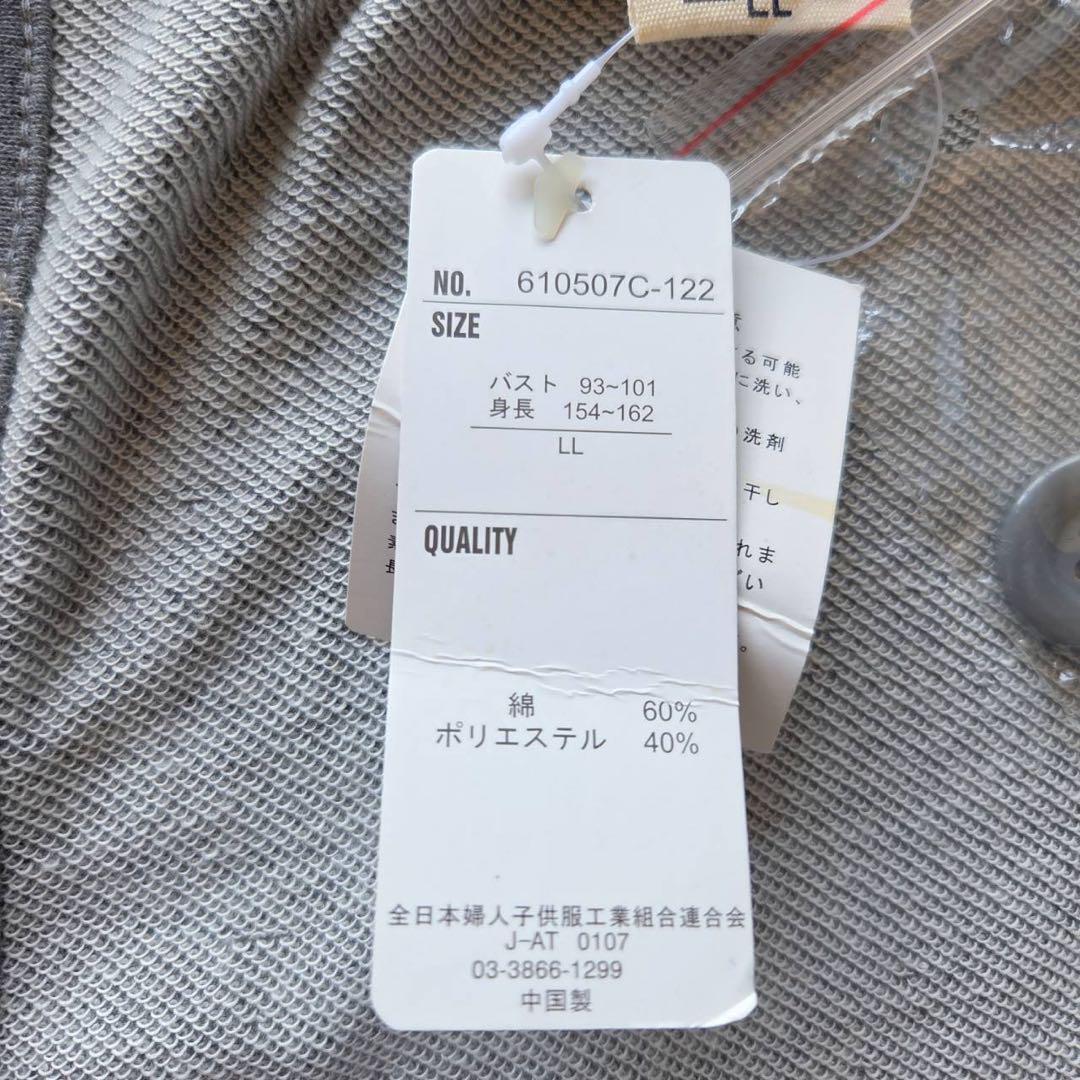 LL
NO. 610507C-122
SIZE
バスト 93~101
身長 154~162
LL
QUALITY
綿 60%
ポリエステル 40%
全日本婦人子供服工業組合連合会
J-AT 0107
03-3866-1299
中国製
る可能
に洗い、
洗剤
干し
れま
い
。